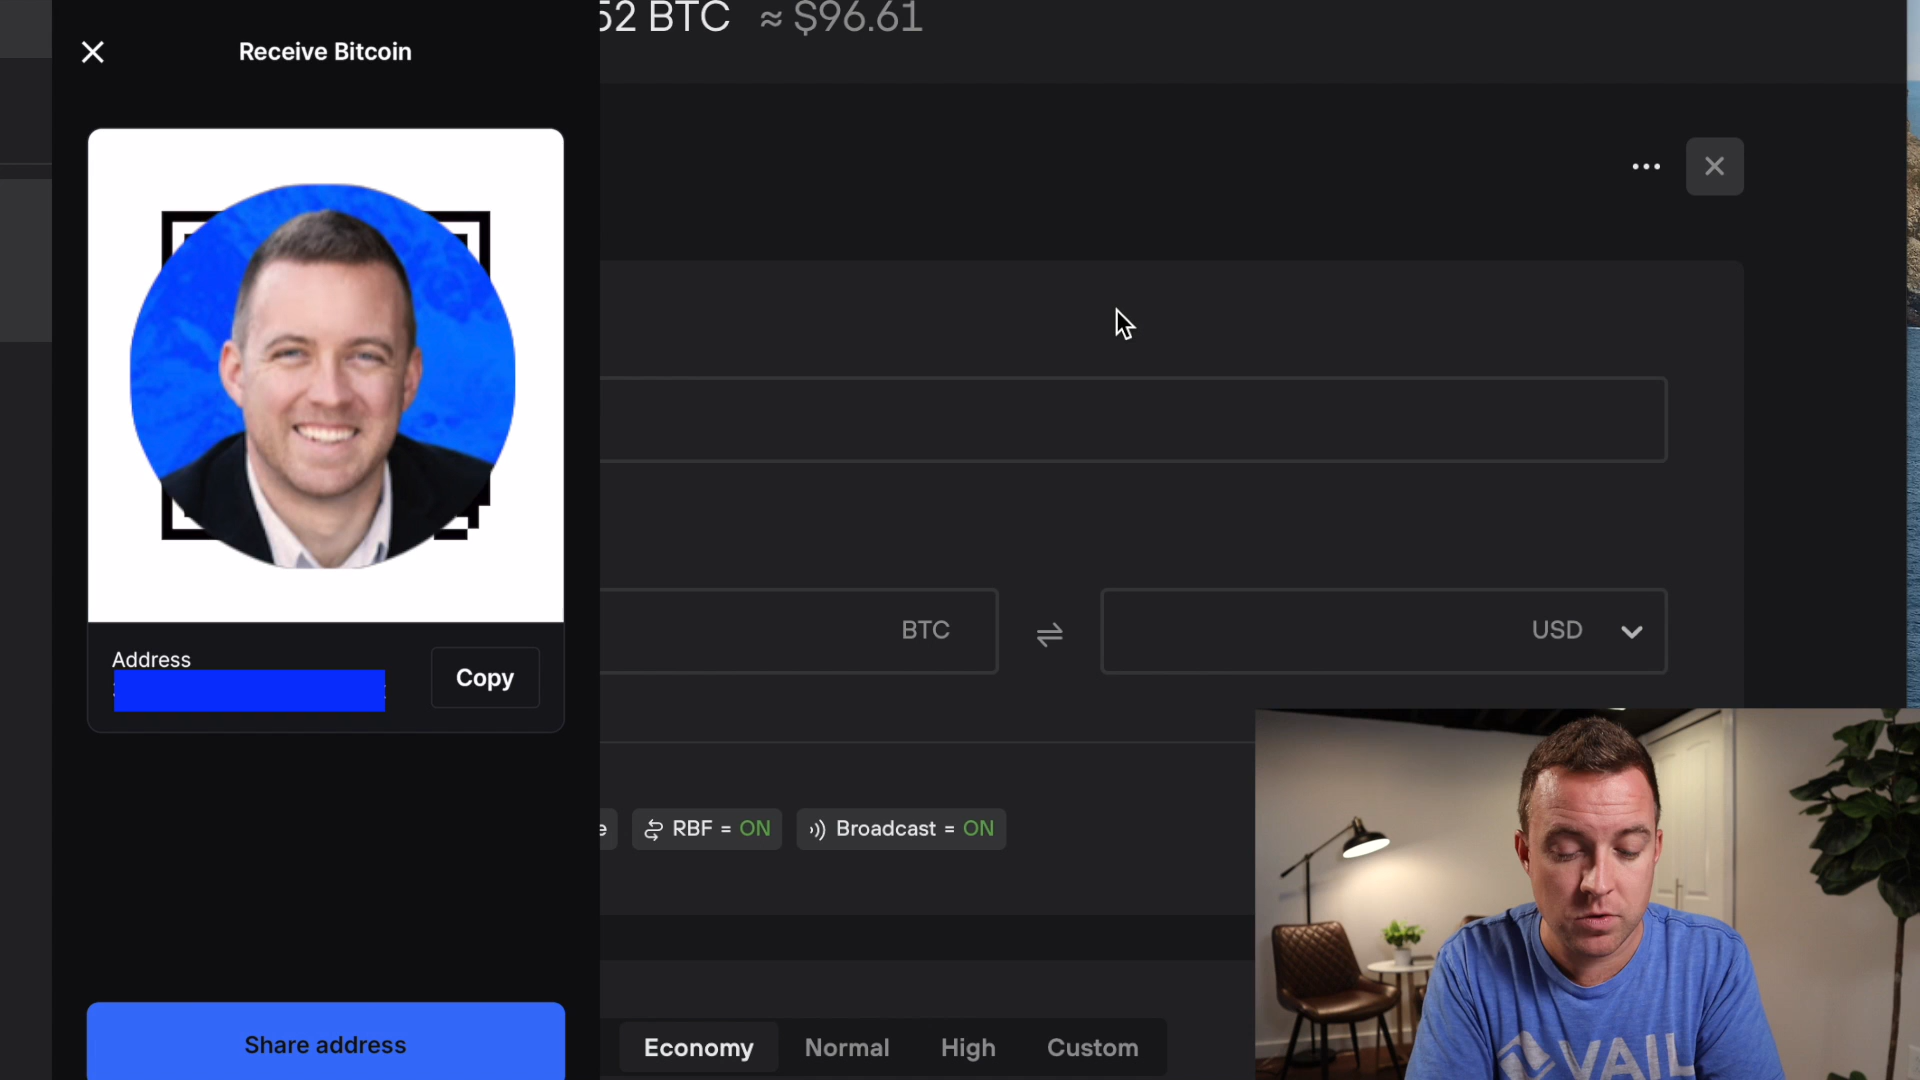 52 BTC ≈ $96.61
Receive Bitcoin
Address
Copy
BTC
USD
RBF = ON
Broadcast = ON
Share address
Economy
Normal
High
Custom
VAIL